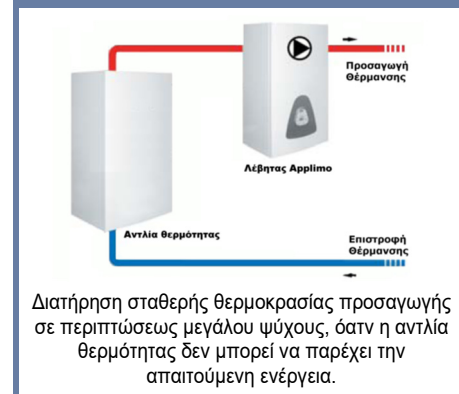 Προσαγωγή
Θέρμανσης
Λέβητας Applimo
Αντλία θερμότητας
Επιστροφή
Θέρμανσης
Διατήρηση σταθερής θερμοκρασίας προσαγωγής
σε περιπτώσεως μεγάλου ψύχους, όατν η αντλία
θερμότητας δεν μπορεί να παρέχει την
απαιτούμενη ενέργεια.